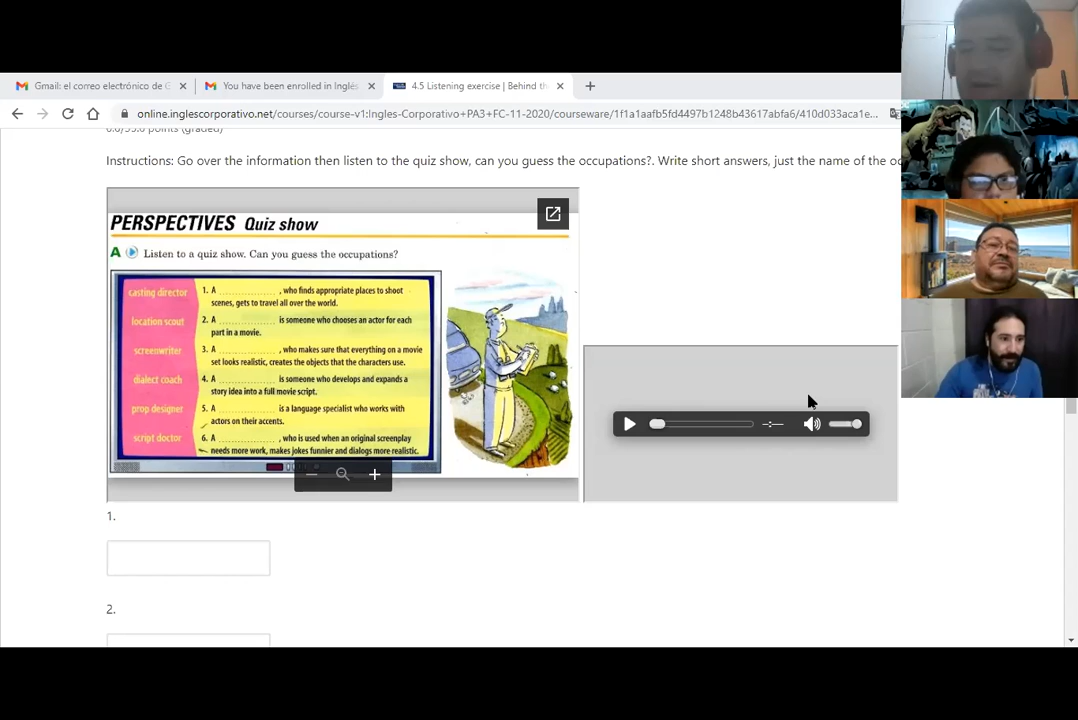 Gmail: el correo electrónico de G
You have been enrolled in Inglés
4.5 Listening exercise | Behind th
online.inglescorporativo.net/courses/course-v1:Ingles-Corporativo+PA3+FC-11-2020/courseware/1f1a1aafb5fd4497b1248b43617abfa6/410d033aca1e...
0.0/55.0 points (graded)
Instructions: Go over the information then listen to the quiz show, can you guess the occupations?. Write short answers, just the name of the oc
PERSPECTIVES Quiz show
A Listen to a quiz show. Can you guess the occupations?
casting director
location scout
screenwriter
dialect coach
prop designer
script doctor
1. A ..............., who finds appropriate places to shoot
scenes, gets to travel all over the world.
2. A ............... is someone who chooses an actor for each
part in a movie.
3. A ..............., who makes sure that everything on a movie
set looks realistic, creates the objects that the characters use.
4. A ............... is someone who develops and expands a
story idea into a full movie script.
5. A ............... is a language specialist who works with
actors on their accents.
6. A ..............., who is used when an original screenplay
needs more work, makes jokes funnier and dialogs more realistic.
-:--
1.
2.